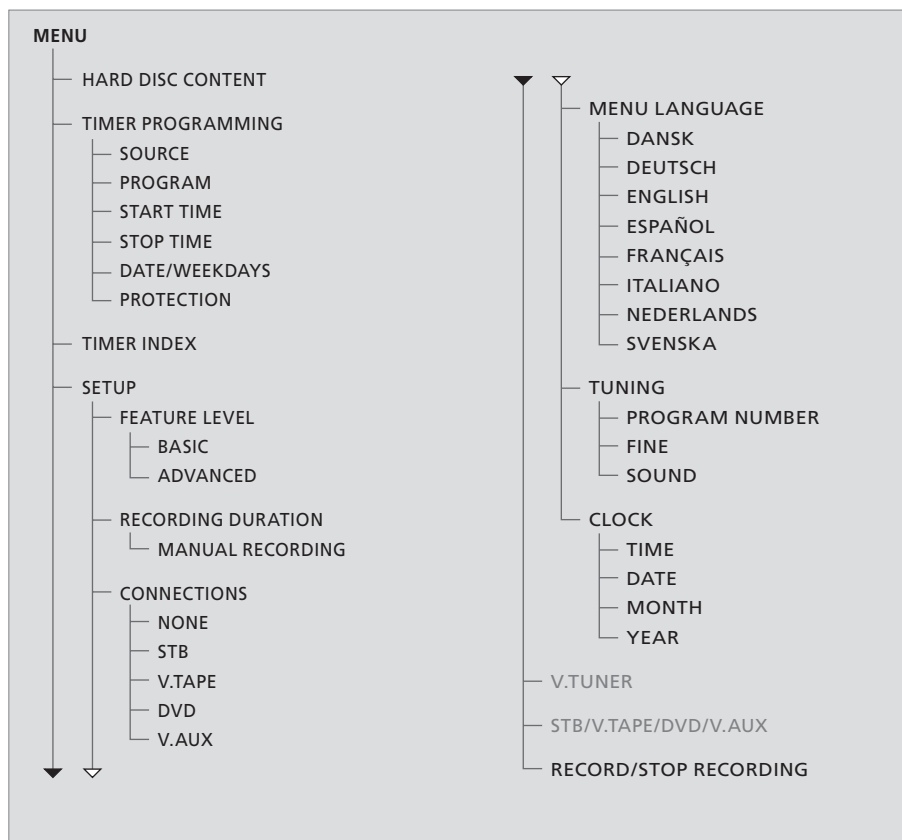 MENU
HARD DISC CONTENT
TIMER PROGRAMMING
SOURCE
PROGRAM
START TIME
STOP TIME
DATE/WEEKDAYS
PROTECTION
TIMER INDEX
SETUP
FEATURE LEVEL
BASIC
ADVANCED
RECORDING DURATION
MANUAL RECORDING
CONNECTIONS
NONE
STB
V.TAPE
DVD
V.AUX
MENU LANGUAGE
DANSK
DEUTSCH
ENGLISH
ESPAÑOL
FRANÇAIS
ITALIANO
NEDERLANDS
SVENSKA
TUNING
PROGRAM NUMBER
FINE
SOUND
CLOCK
TIME
DATE
MONTH
YEAR
V.TUNER
STB/V.TAPE/DVD/V.AUX
RECORD/STOP RECORDING